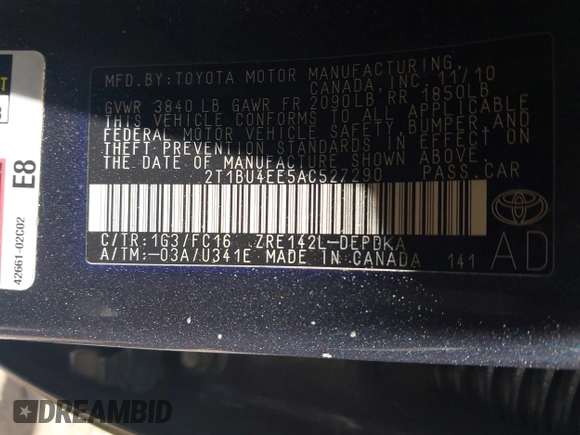 MFD.BY:TOYOTA MOTOR MANUFACTURING,
CANADA, INC. 11/10
GVWR 3840 LB GAWR FR 2090LB, RR 1850LB
THIS VEHICLE CONFORMS TO ALL APPLICABLE
FEDERAL MOTOR VEHICLE SAFETY, BUMPER AND
THEFT PREVENTION STANDARDS IN EFFECT ON
THE DATE OF MANUFACTURE
2T1BU4EE5AC527290 PASS.CAR
C/TR:1G3/FC16 ZRE142L-DEPDKA
A/TM:-03A/U341E MADE IN CANADA 141
AD
E8
42661-02C02
DREAMBID